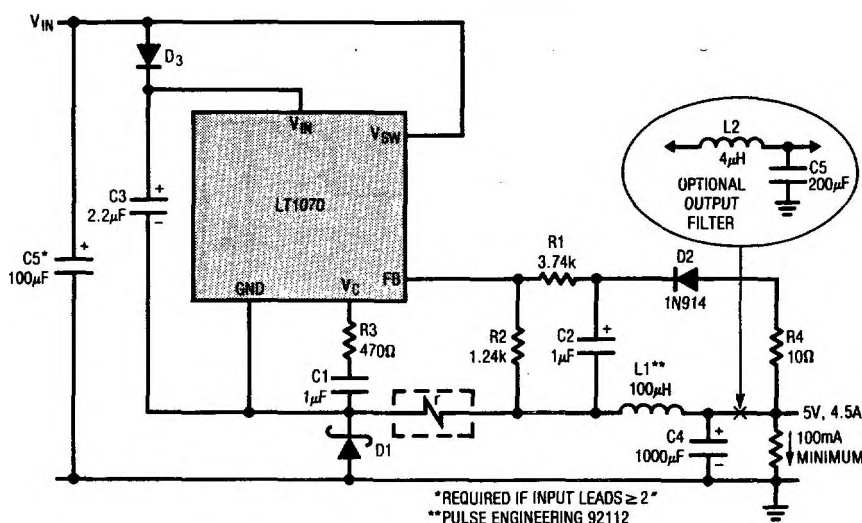 VIN
D3
VIN
VSW
LT1070
GND
VC
FB
C3
2.2µF
+
−
C5*
100µF
+
R3
470Ω
C1
1µF
r
D1
R1
3.74k
R2
1.24k
C2
1µF
+
D2
1N914
R4
10Ω
L1**
100µH
C4
1000µF
+
−
5V, 4.5A
100mA
MINIMUM
L2
4µH
C5
200µF
OPTIONAL
OUTPUT
FILTER
*REQUIRED IF INPUT LEADS ≥ 2"
**PULSE ENGINEERING 92112